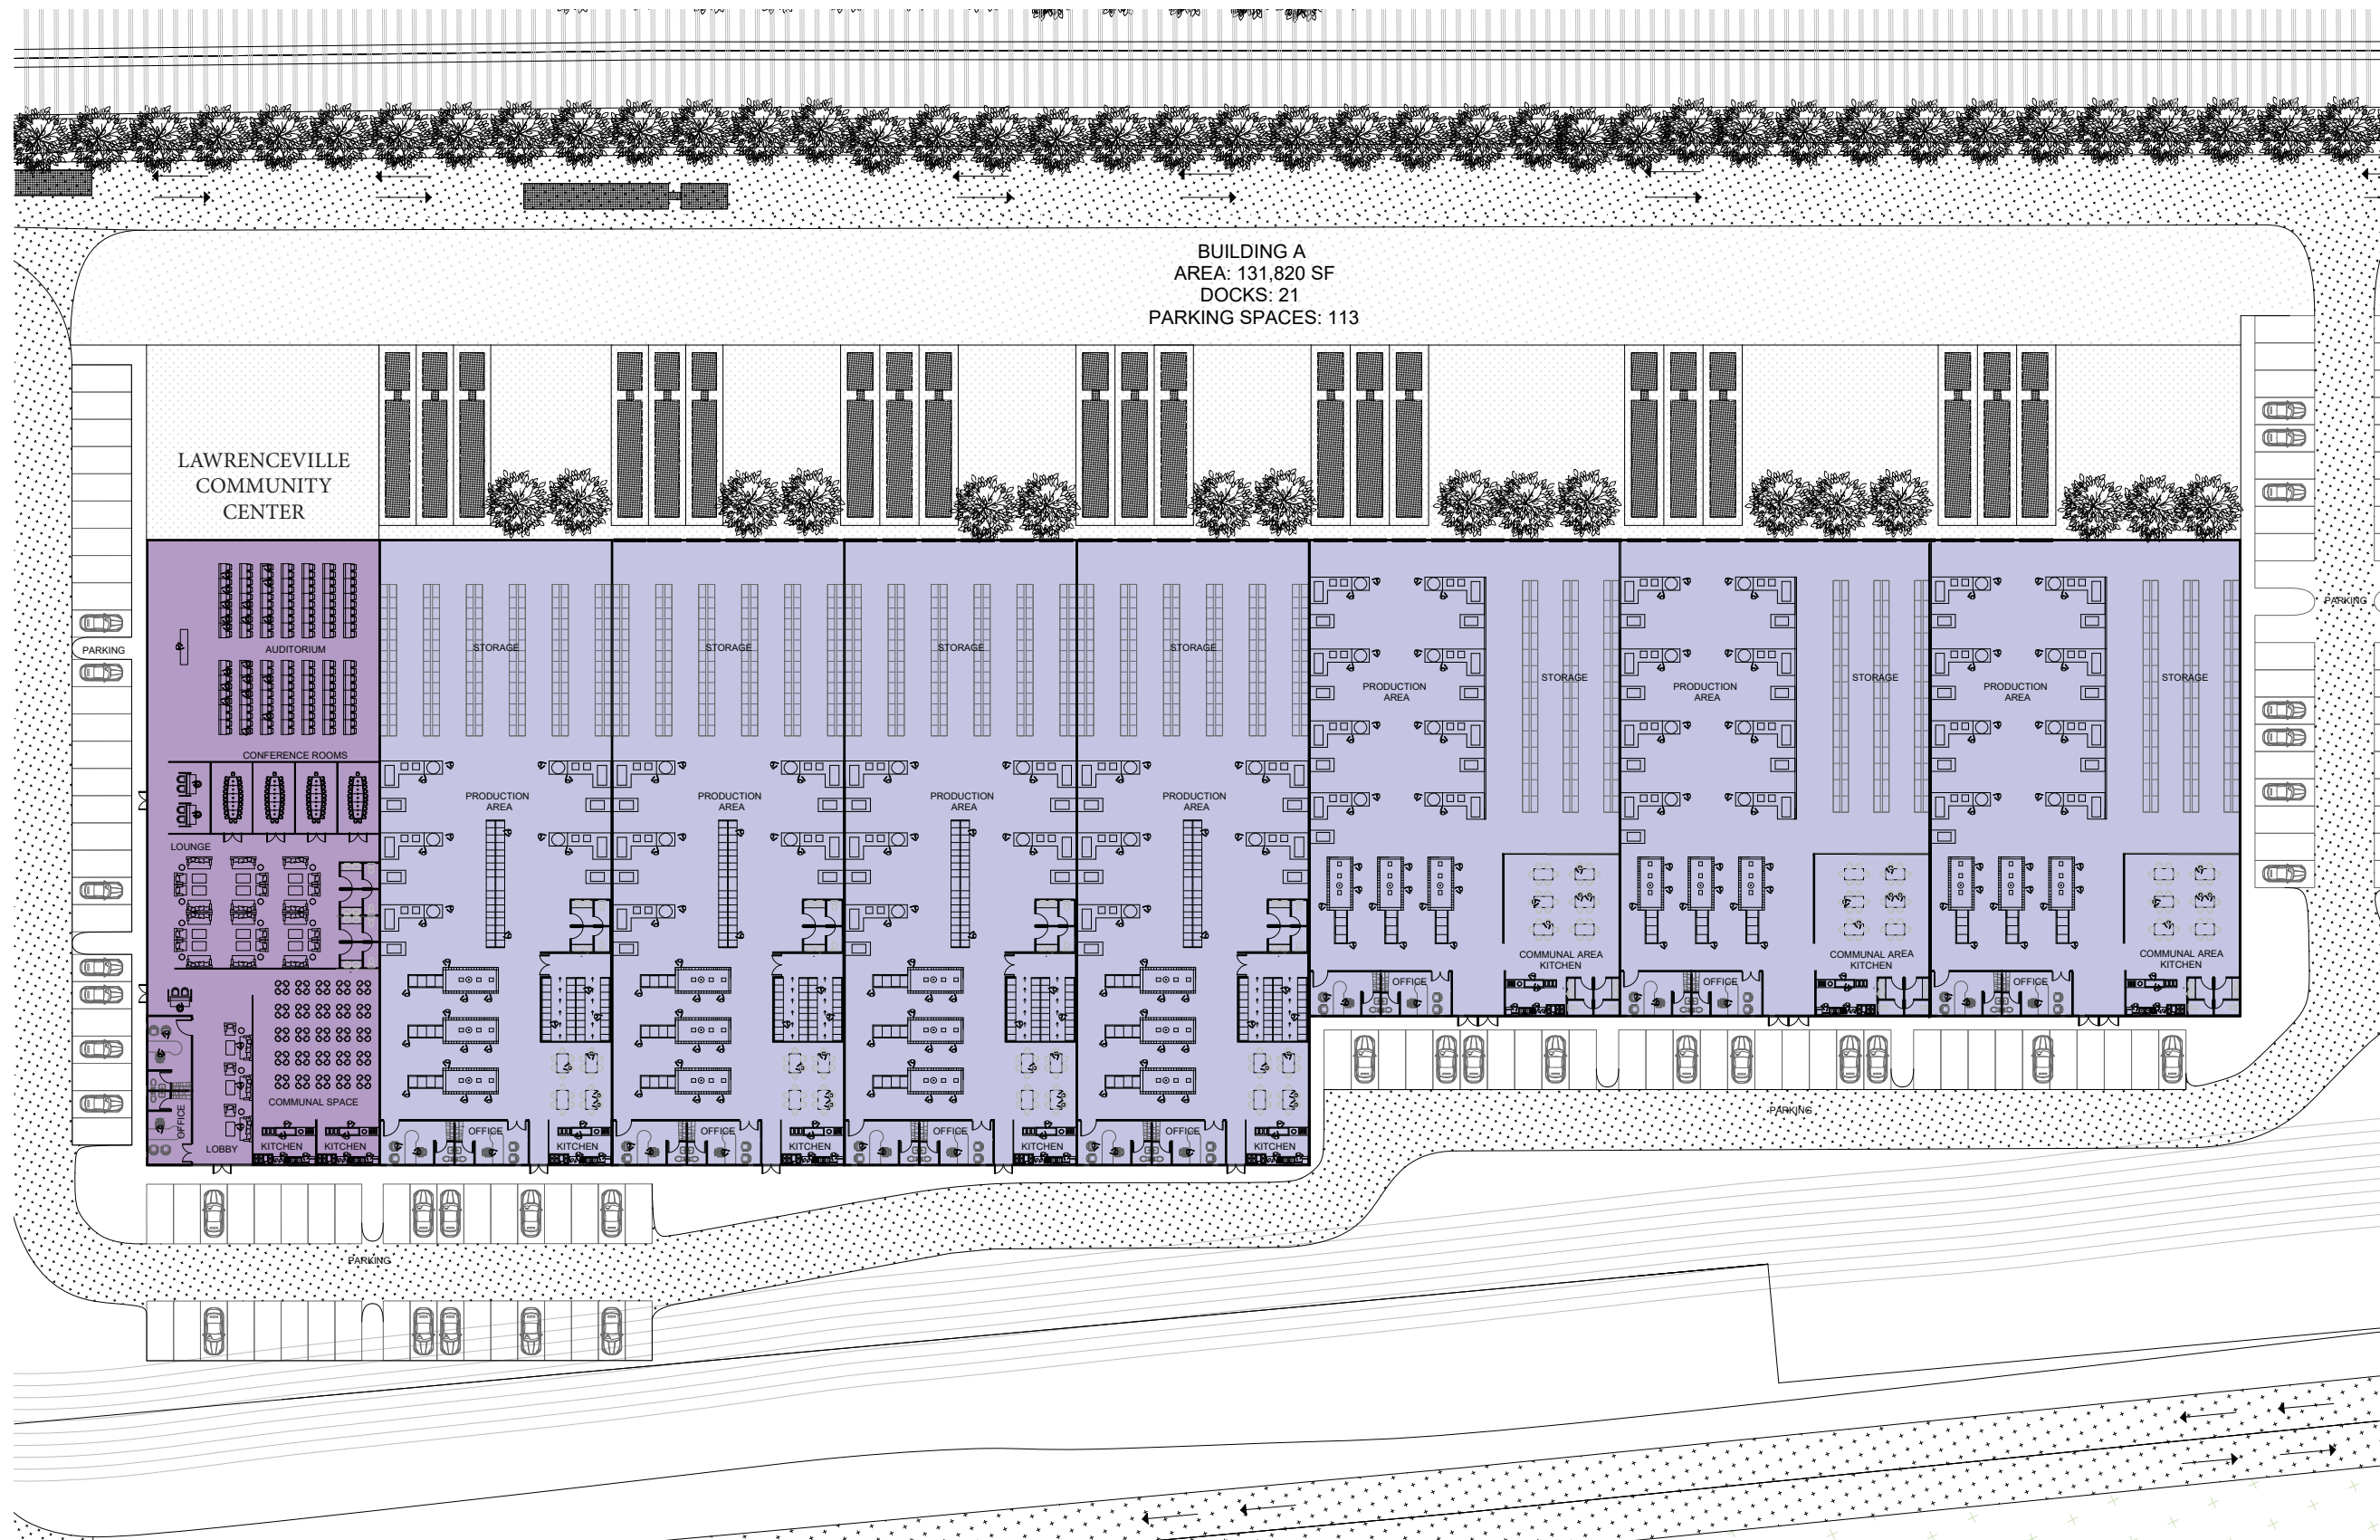 BUILDING A
AREA: 131,820 SF
DOCKS: 21
PARKING SPACES: 113
LAWRENCEVILLE
COMMUNITY
CENTER
PARKING
PARKING
AUDITORIUM
STORAGE
STORAGE
STORAGE
STORAGE
PRODUCTION
AREA
STORAGE
PRODUCTION
AREA
STORAGE
PRODUCTION
AREA
STORAGE
CONFERENCE ROOMS
PRODUCTION
AREA
PRODUCTION
AREA
PRODUCTION
AREA
PRODUCTION
AREA
LOUNGE
COMMUNAL AREA
KITCHEN
COMMUNAL AREA
KITCHEN
COMMUNAL AREA
KITCHEN
OFFICE
OFFICE
OFFICE
COMMUNAL SPACE
OFFICE
LOBBY
KITCHEN
KITCHEN
OFFICE
KITCHEN
OFFICE
KITCHEN
OFFICE
KITCHEN
OFFICE
KITCHEN
PARKING
PARKING